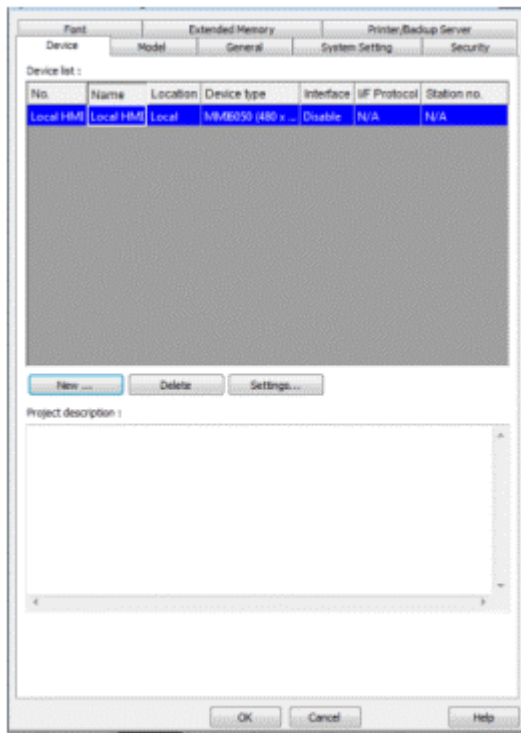 Font Extended Memory Printer/Backup Server
Device Model General System Setting Security
Device list :
No. Name Location Device type Interface I/F Protocol Station no.
Local HMI Local HMI Local MMI6050 (480 x ... Disable N/A N/A
New ... Delete Settings...
Project description :
OK Cancel Help